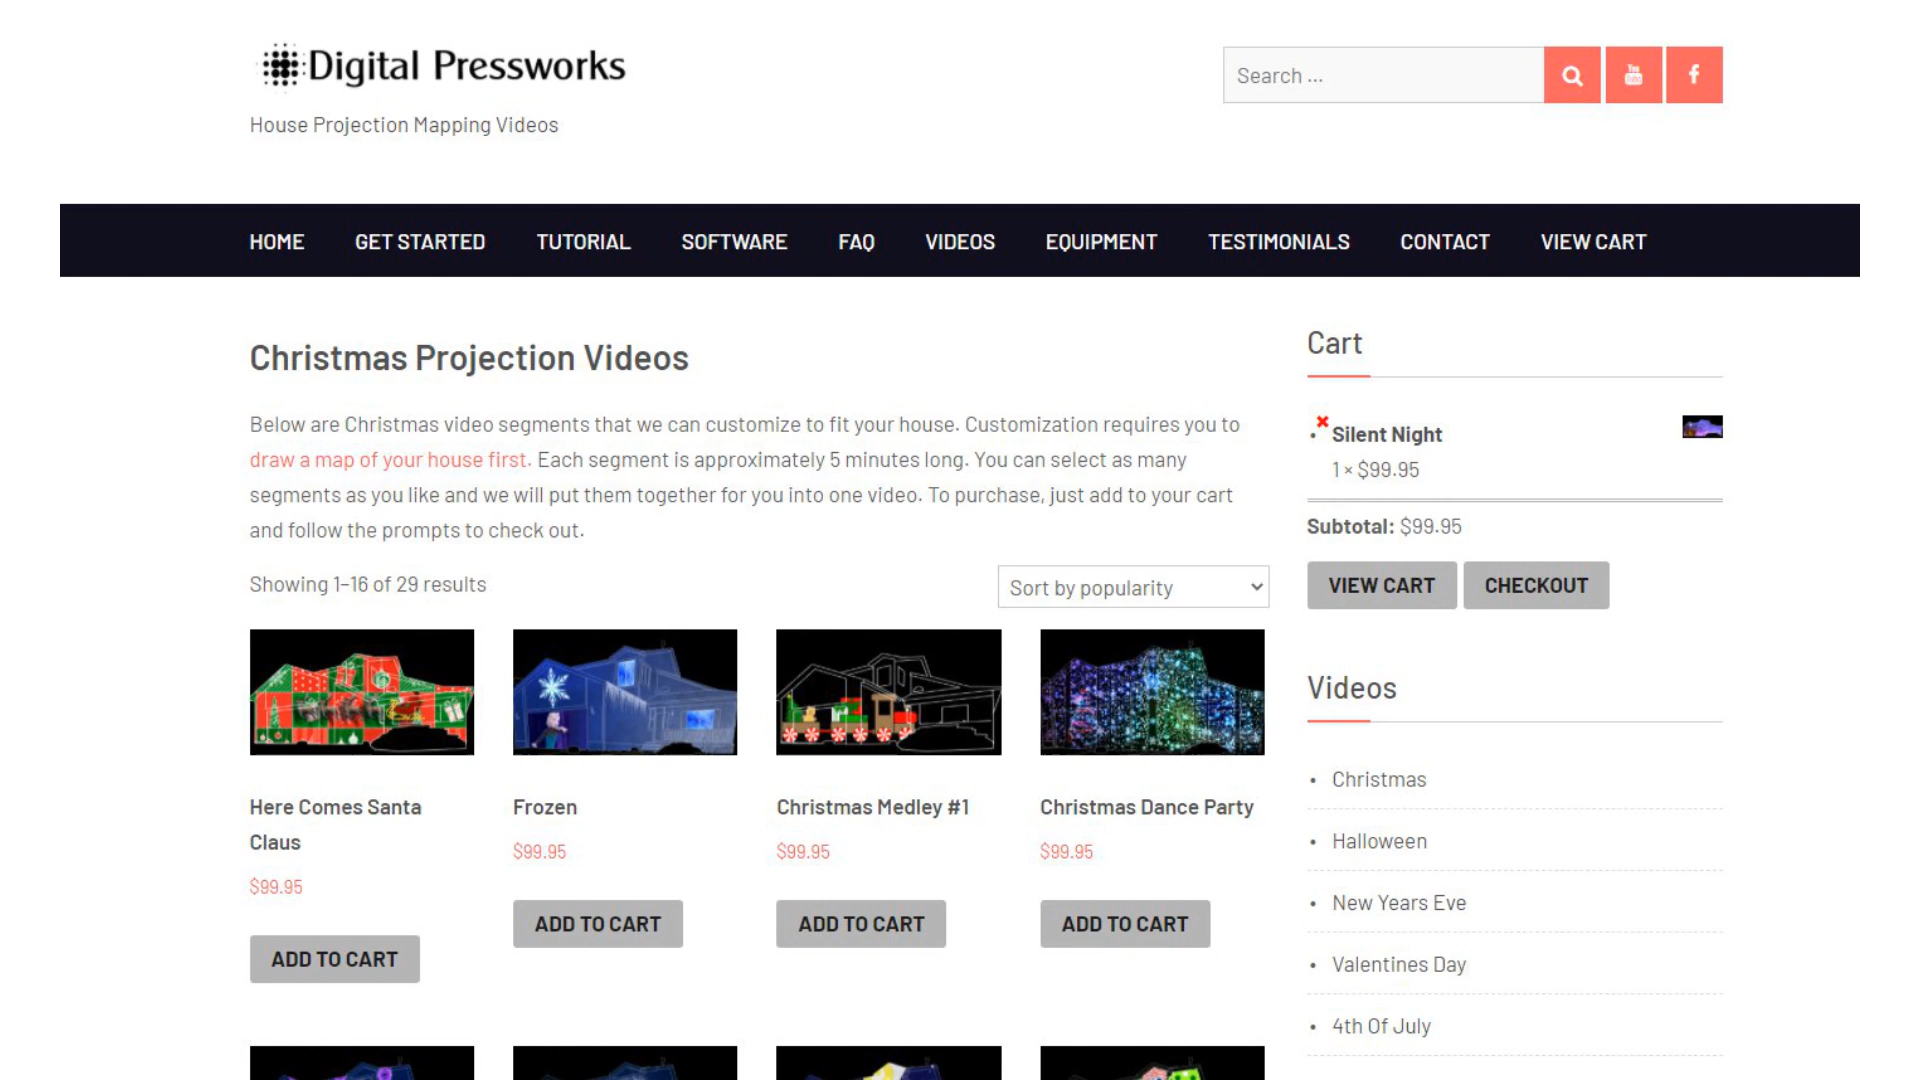 Digital Pressworks
House Projection Mapping Videos
Search ...
HOME GET STARTED TUTORIAL SOFTWARE FAQ VIDEOS EQUIPMENT TESTIMONIALS CONTACT VIEW CART
Christmas Projection Videos
Below are Christmas video segments that we can customize to fit your house. Customization requires you to
draw a map of your house first. Each segment is approximately 5 minutes long. You can select as many
segments as you like and we will put them together for you into one video. To purchase, just add to your cart
and follow the prompts to check out.
Showing 1–16 of 29 results
Sort by popularity
Here Comes Santa
Claus
$99.95
ADD TO CART
Frozen
$99.95
ADD TO CART
Christmas Medley #1
$99.95
ADD TO CART
Christmas Dance Party
$99.95
ADD TO CART
Cart
Silent Night
1 × $99.95
Subtotal: $99.95
VIEW CART CHECKOUT
Videos
• Christmas
• Halloween
• New Years Eve
• Valentines Day
• 4th Of July